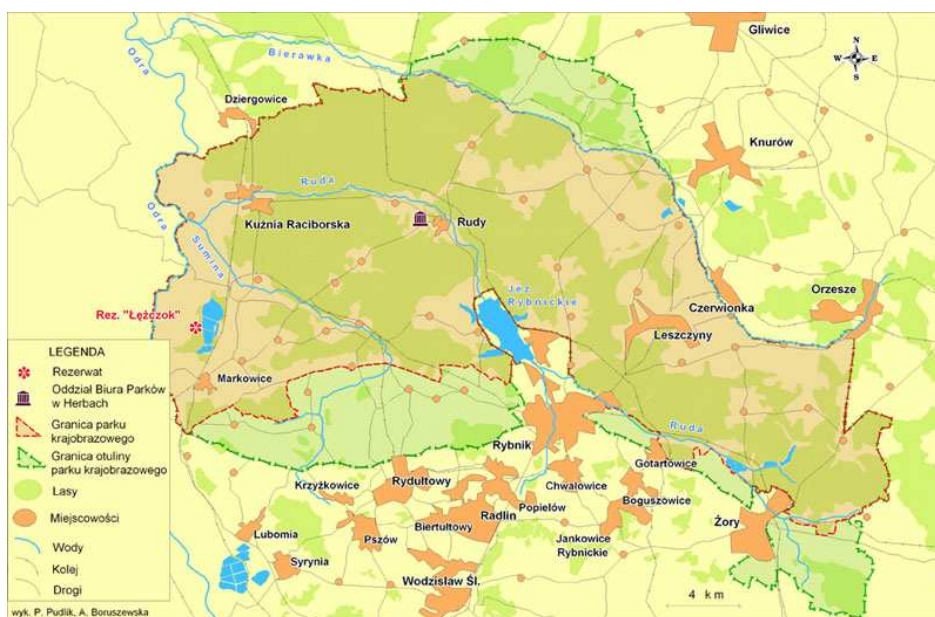 Gliwice
N
W E
S
Odra
Bierawka
Dziergowice
Knurów
Ruda
Kuźnia Raciborska
Rudy
Odra
Sumina
Jez.
Rybnickie
Orzesze
Czerwionka
Leszczyny
Rez. "Łężczok"
Markowice
Ruda
Rybnik
Gotartowice
Krzyżkowice
Rydułtowy
Chwałowice
Radlin
Popielów
Boguszowice
Żory
Lubomia
Pszów
Biertułtowy
Jankowice
Rybnickie
Syrynia
Wodzisław Śl.
4 km
LEGENDA
Rezerwat
Oddział Biura Parków
w Herbach
Granica parku
krajobrazowego
Granica otuliny
parku krajobrazowego
Lasy
Miejscowości
Wody
Kolej
Drogi
wyk. P. Pudlik, A. Boruszewska